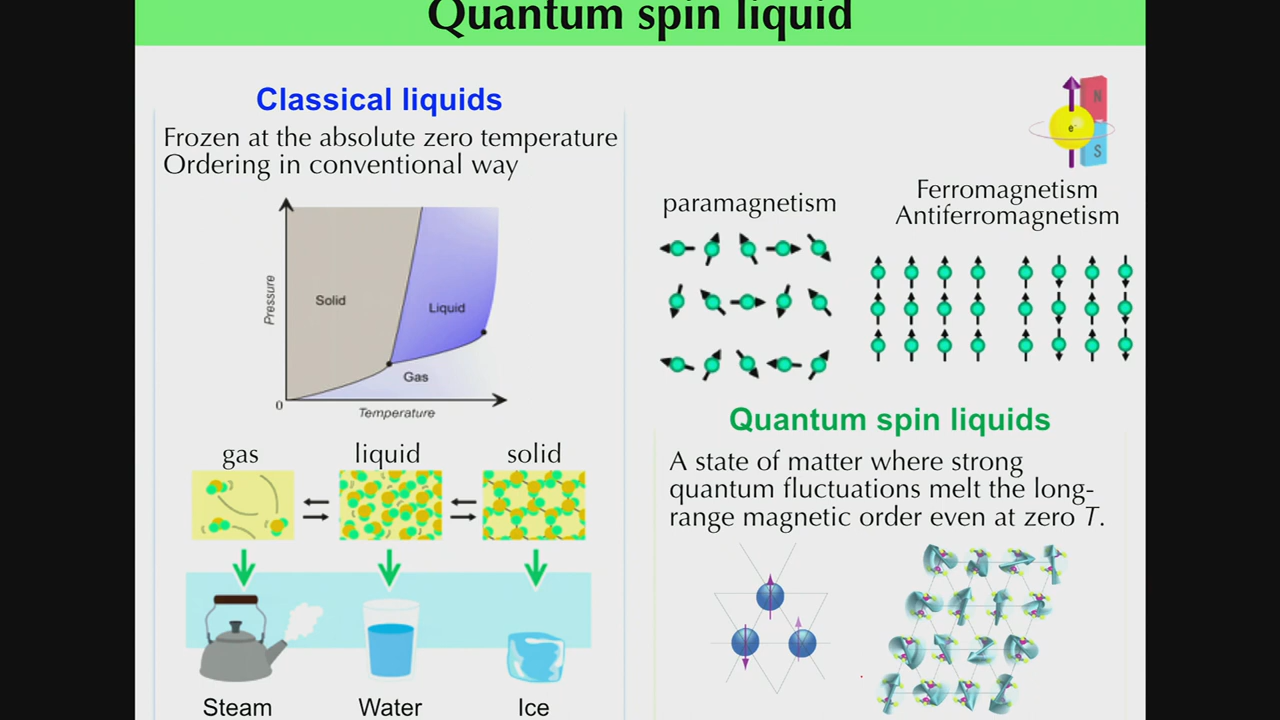 Quantum spin liquid
Classical liquids
Frozen at the absolute zero temperature
Ordering in conventional way
Pressure
Solid
Liquid
Gas
0
Temperature
gas
liquid
solid
Steam
Water
Ice
N
e-
S
paramagnetism
Ferromagnetism
Antiferromagnetism
Quantum spin liquids
A state of matter where strong
quantum fluctuations melt the long-
range magnetic order even at zero T.